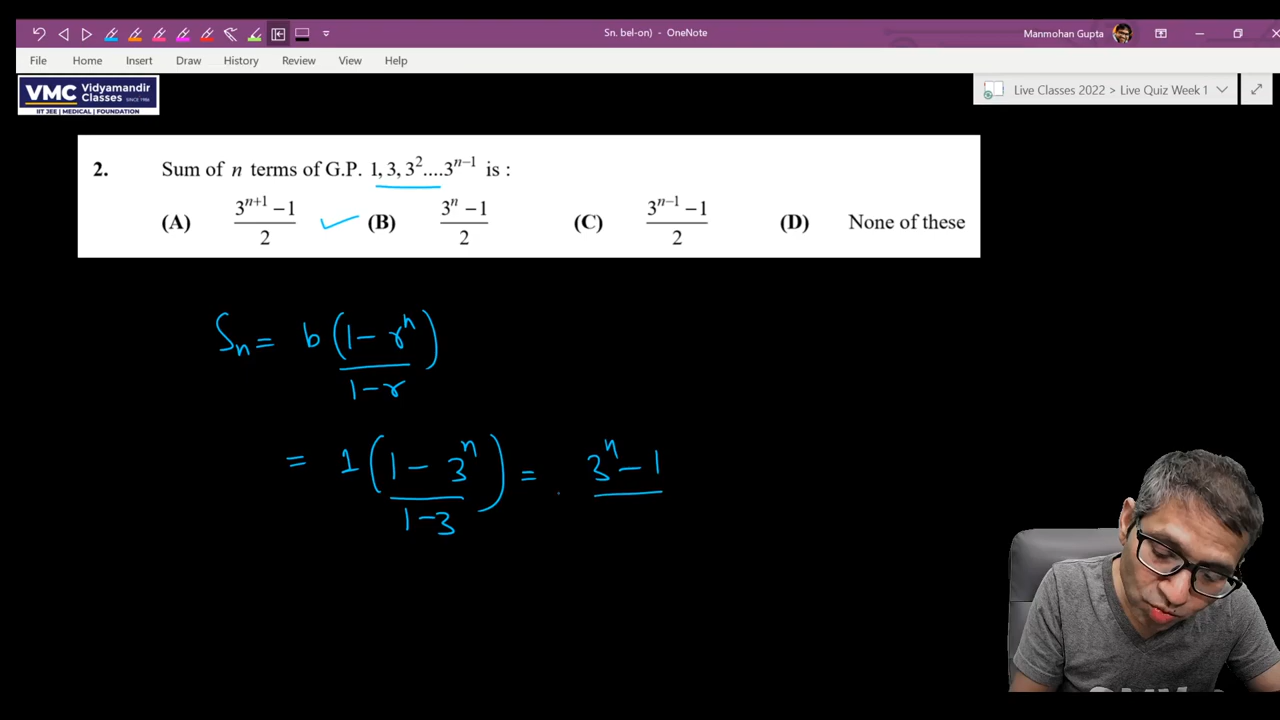 Sn. bel-on) - OneNote
Manmohan Gupta
File Home Insert Draw History Review View Help
VMC Vidyamandir Classes SINCE 1986
IIT JEE | MEDICAL | FOUNDATION
Live Classes 2022 > Live Quiz Week 1
2. Sum of n terms of G.P. 1, 3, 3²....3ⁿ⁻¹ is :
(A) (3ⁿ⁺¹ − 1)/2 ✓ (B) (3ⁿ − 1)/2 (C) (3ⁿ⁻¹ − 1)/2 (D) None of these
Sₙ = b((1 − rⁿ)/(1 − r))
= 1((1 − 3ⁿ)/(1 − 3)) = 3ⁿ − 1